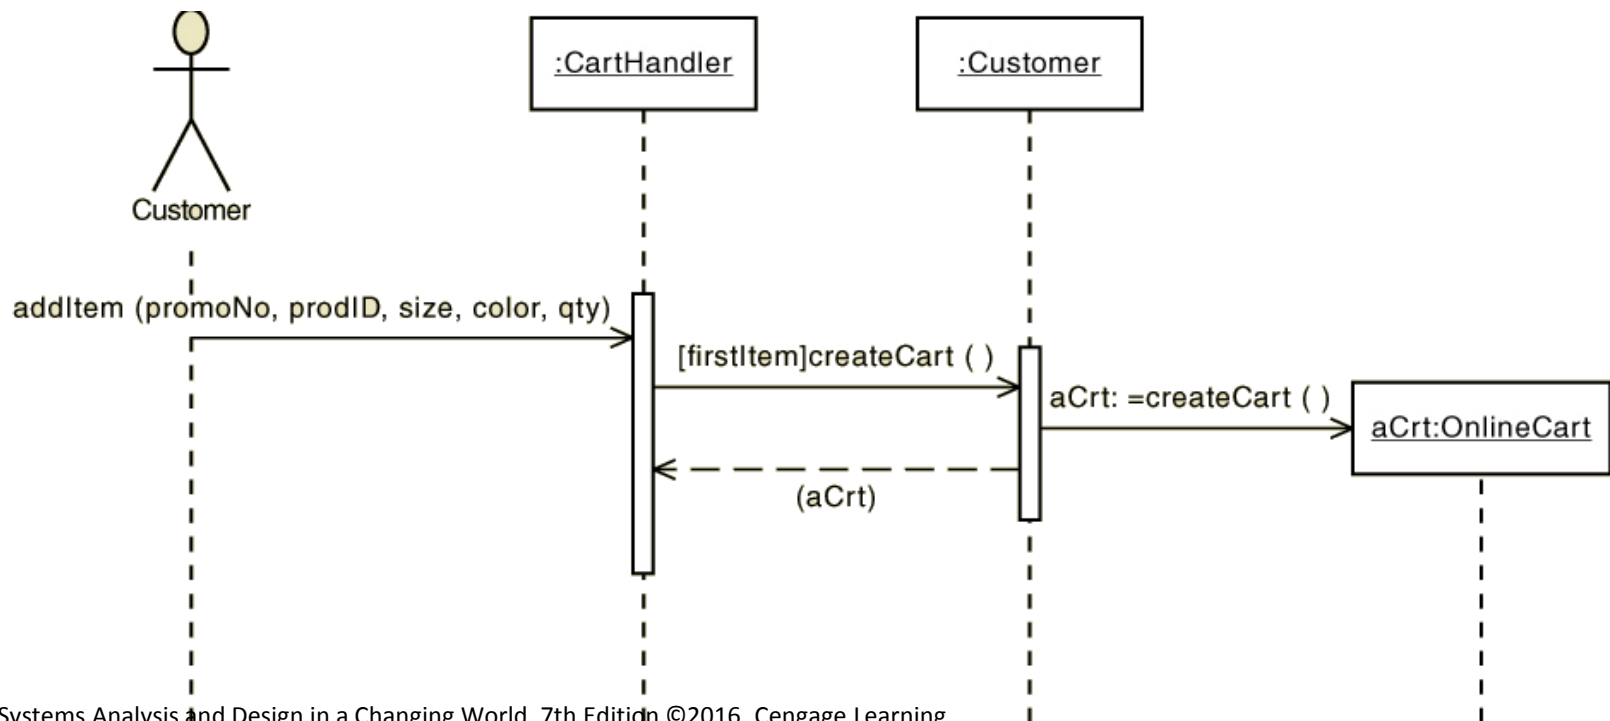 :CartHandler
:Customer
Customer
addItem (promoNo, prodID, size, color, qty)
[firstItem]createCart ( )
aCrt: =createCart ( )
aCrt:OnlineCart
(aCrt)
Systems Analysis and Design in a Changing World, 7th Edition ©2016. Cengage Learning